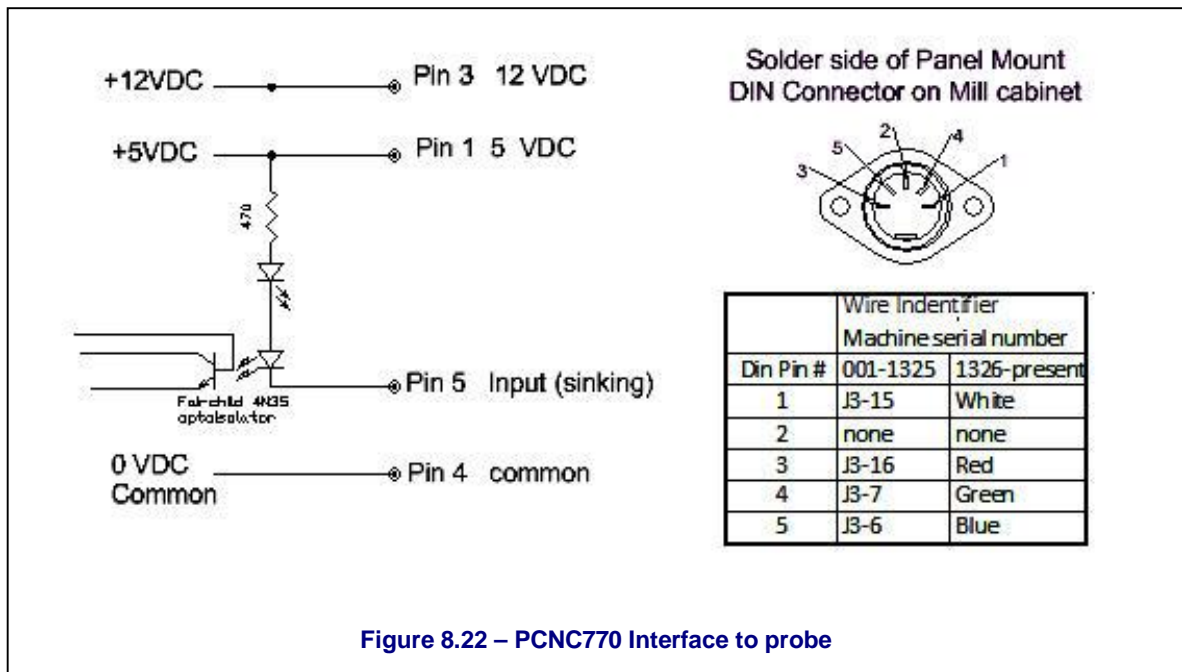 +12VDC
Pin 3 12 VDC
+5VDC
Pin 1 5 VDC
470
Fairchild 4N35
optoisolator
Pin 5 Input (sinking)
0 VDC
Common
Pin 4 common
Solder side of Panel Mount
DIN Connector on Mill cabinet
2
4
5
1
3
Wire Indentifier
Machine serial number
Din Pin # 001-1325 1326-present
1 J3-15 White
2 none none
3 J3-16 Red
4 J3-7 Green
5 J3-6 Blue
Figure 8.22 – PCNC770 Interface to probe